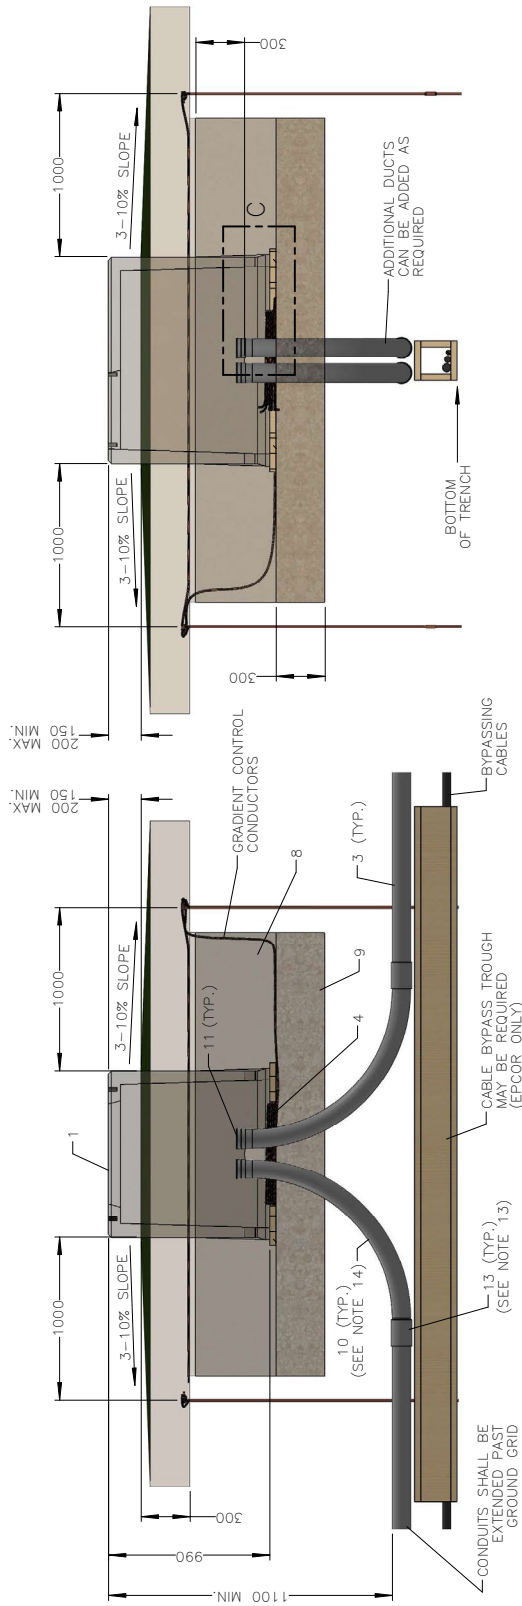 200 MAX.
150 MIN.
1000
3-10% SLOPE
1
1000
3-10% SLOPE
300
990
1100 MIN.
11 (TYP.)
GRADIENT CONTROL
CONDUCTORS
8
9
4
10 (TYP.)
(SEE NOTE 14)
3 (TYP.)
CONDUITS SHALL BE
EXTENDED PAST
GROUND GRID
13 (TYP.)
(SEE NOTE 13)
CABLE BYPASS TROUGH
MAY BE REQUIRED
(EPCOR ONLY)
BYPASSING
CABLES
200 MAX.
150 MIN.
1000
3-10% SLOPE
1000
3-10% SLOPE
300
300
C
ADDITIONAL DUCTS
CAN BE ADDED AS
REQUIRED
BOTTOM
OF TRENCH